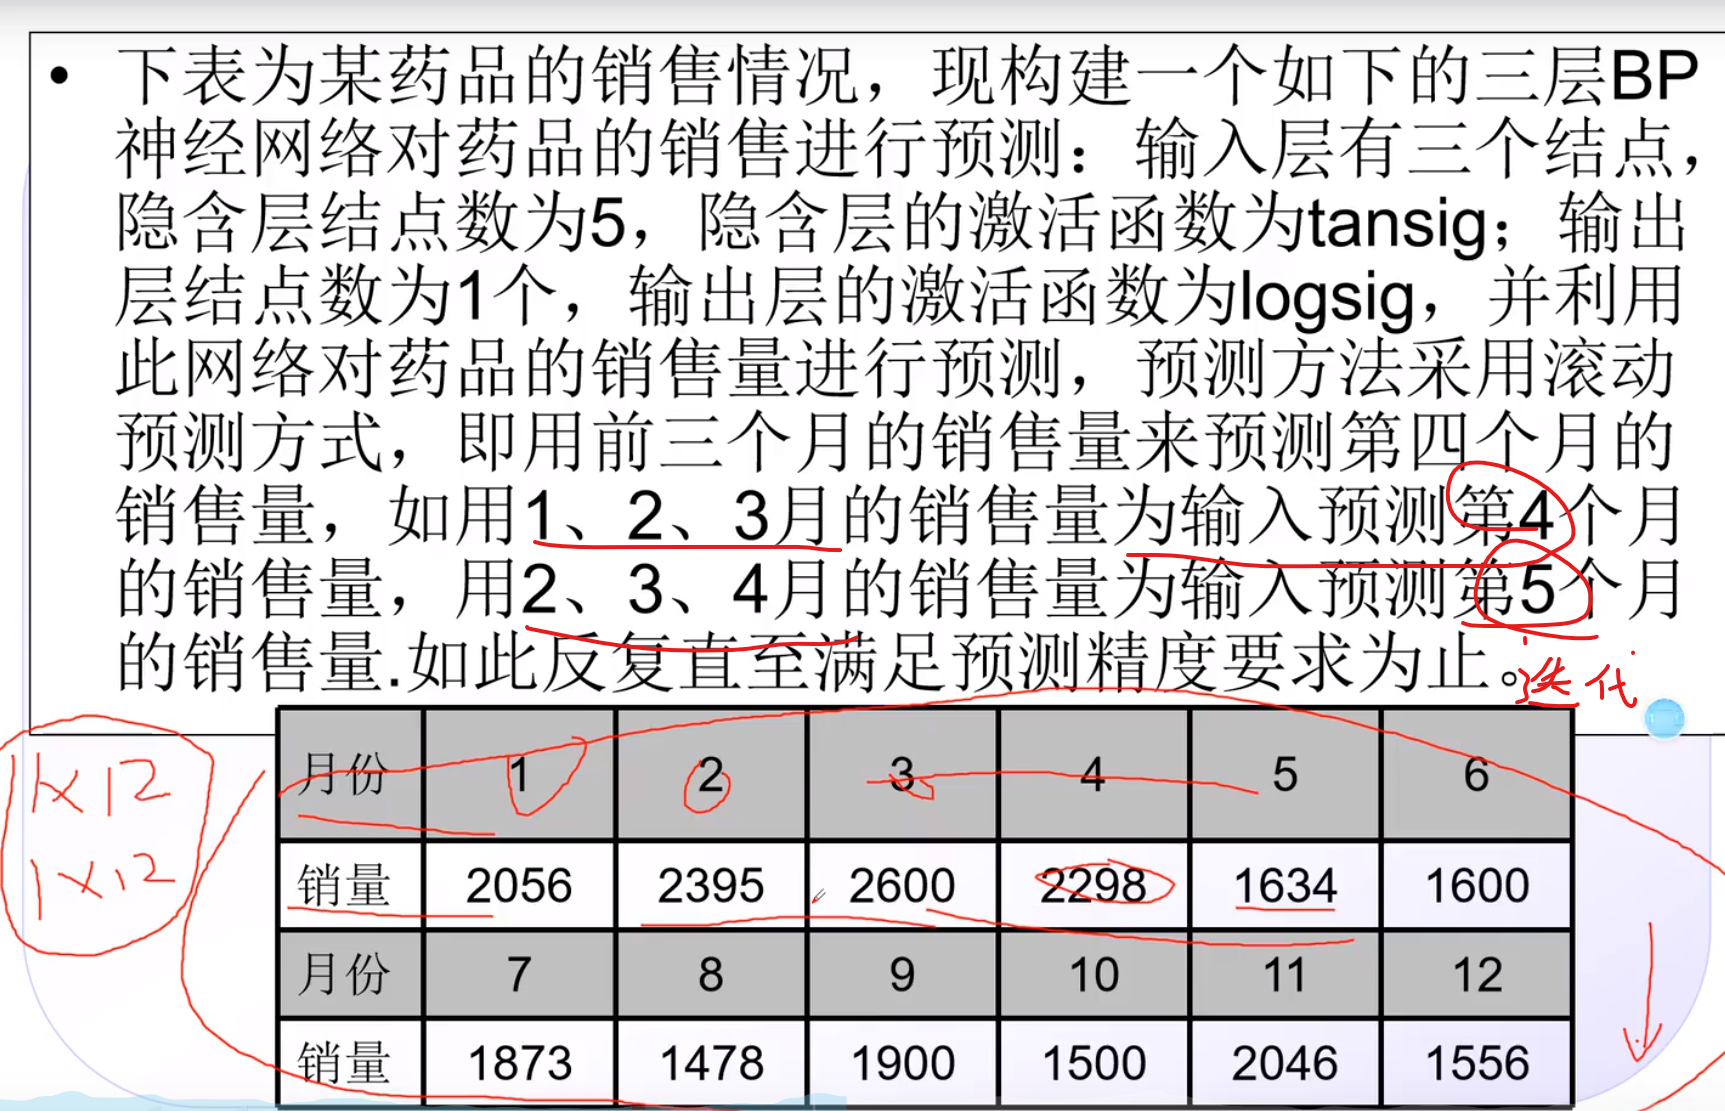 • 下表为某药品的销售情况，现构建一个如下的三层BP
神经网络对药品的销售进行预测：输入层有三个结点，
隐含层结点数为5，隐含层的激活函数为tansig；输出
层结点数为1个，输出层的激活函数为logsig，并利用
此网络对药品的销售量进行预测，预测方法采用滚动
预测方式，即用前三个月的销售量来预测第四个月的
销售量，如用1、2、3月的销售量为输入预测第4个月
的销售量，用2、3、4月的销售量为输入预测第5个月
的销售量.如此反复直至满足预测精度要求为止。
迭代
1×12
1×12
月份 1 2 3 4 5 6
销量 2056 2395 2600 2298 1634 1600
月份 7 8 9 10 11 12
销量 1873 1478 1900 1500 2046 1556